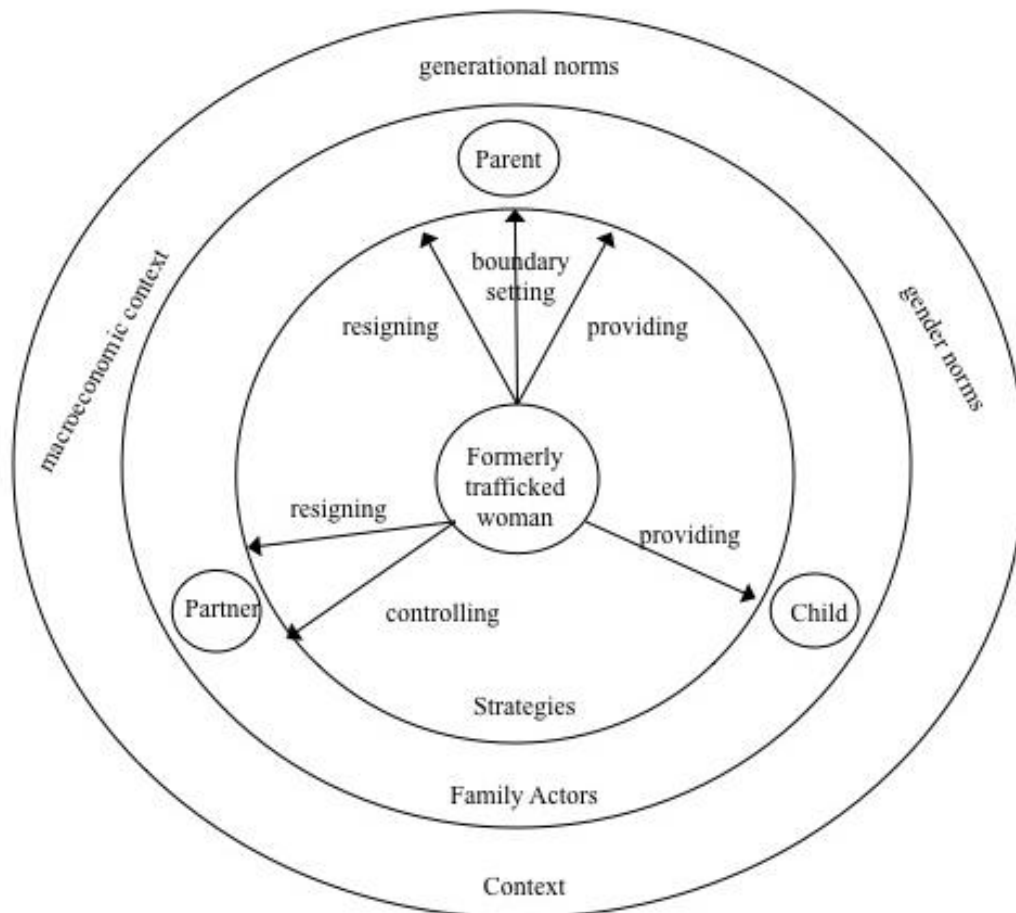 generational norms
Parent
macroeconomic context
gender norms
boundary
setting
resigning
providing
Formerly
trafficked
woman
resigning
providing
Partner
controlling
Child
Strategies
Family Actors
Context